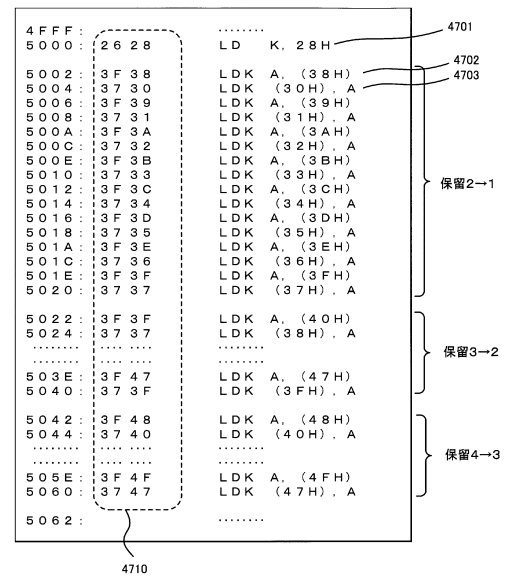 4FFF: ........
5000: 2628 LD K, 28H 4701
5002: 3F38 LDK A, (38H) 4702
5004: 3730 LDK (30H), A 4703
5006: 3F39 LDK A, (39H)
5008: 3731 LDK (31H), A
500A: 3F3A LDK A, (3AH)
500C: 3732 LDK (32H), A
500E: 3F3B LDK A, (3BH)
5010: 3733 LDK (33H), A
5012: 3F3C LDK A, (3CH)
5014: 3734 LDK (34H), A
5016: 3F3D LDK A, (3DH)
5018: 3735 LDK (35H), A
501A: 3F3E LDK A, (3EH)
501C: 3736 LDK (36H), A
501E: 3F3F LDK A, (3FH)
5020: 3737 LDK (37H), A
保留2→1
5022: 3F3F LDK A, (40H)
5024: 3737 LDK (38H), A
........ ........ ........
........ ........ ........
503E: 3F47 LDK A, (47H)
5040: 373F LDK (3FH), A
保留3→2
5042: 3F48 LDK A, (48H)
5044: 3740 LDK (40H), A
........ ........ ........
........ ........ ........
505E: 3F4F LDK A, (4FH)
5060: 3747 LDK (47H), A
保留4→3
5062: ........
4710